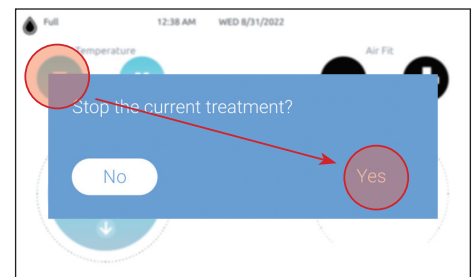 Full 12:38 AM WED 8/31/2022
Temperature Air Fit
Stop the current treatment?
No Yes